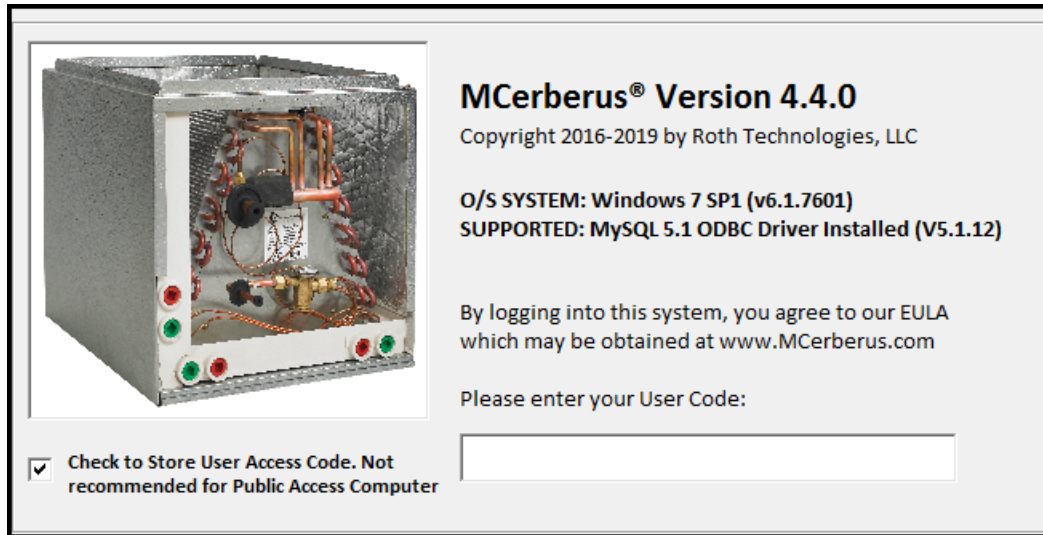 MCerberus® Version 4.4.0
Copyright 2016-2019 by Roth Technologies, LLC
O/S SYSTEM: Windows 7 SP1 (v6.1.7601)
SUPPORTED: MySQL 5.1 ODBC Driver Installed (V5.1.12)
By logging into this system, you agree to our EULA
which may be obtained at www.MCerberus.com
Please enter your User Code:
Check to Store User Access Code. Not
recommended for Public Access Computer